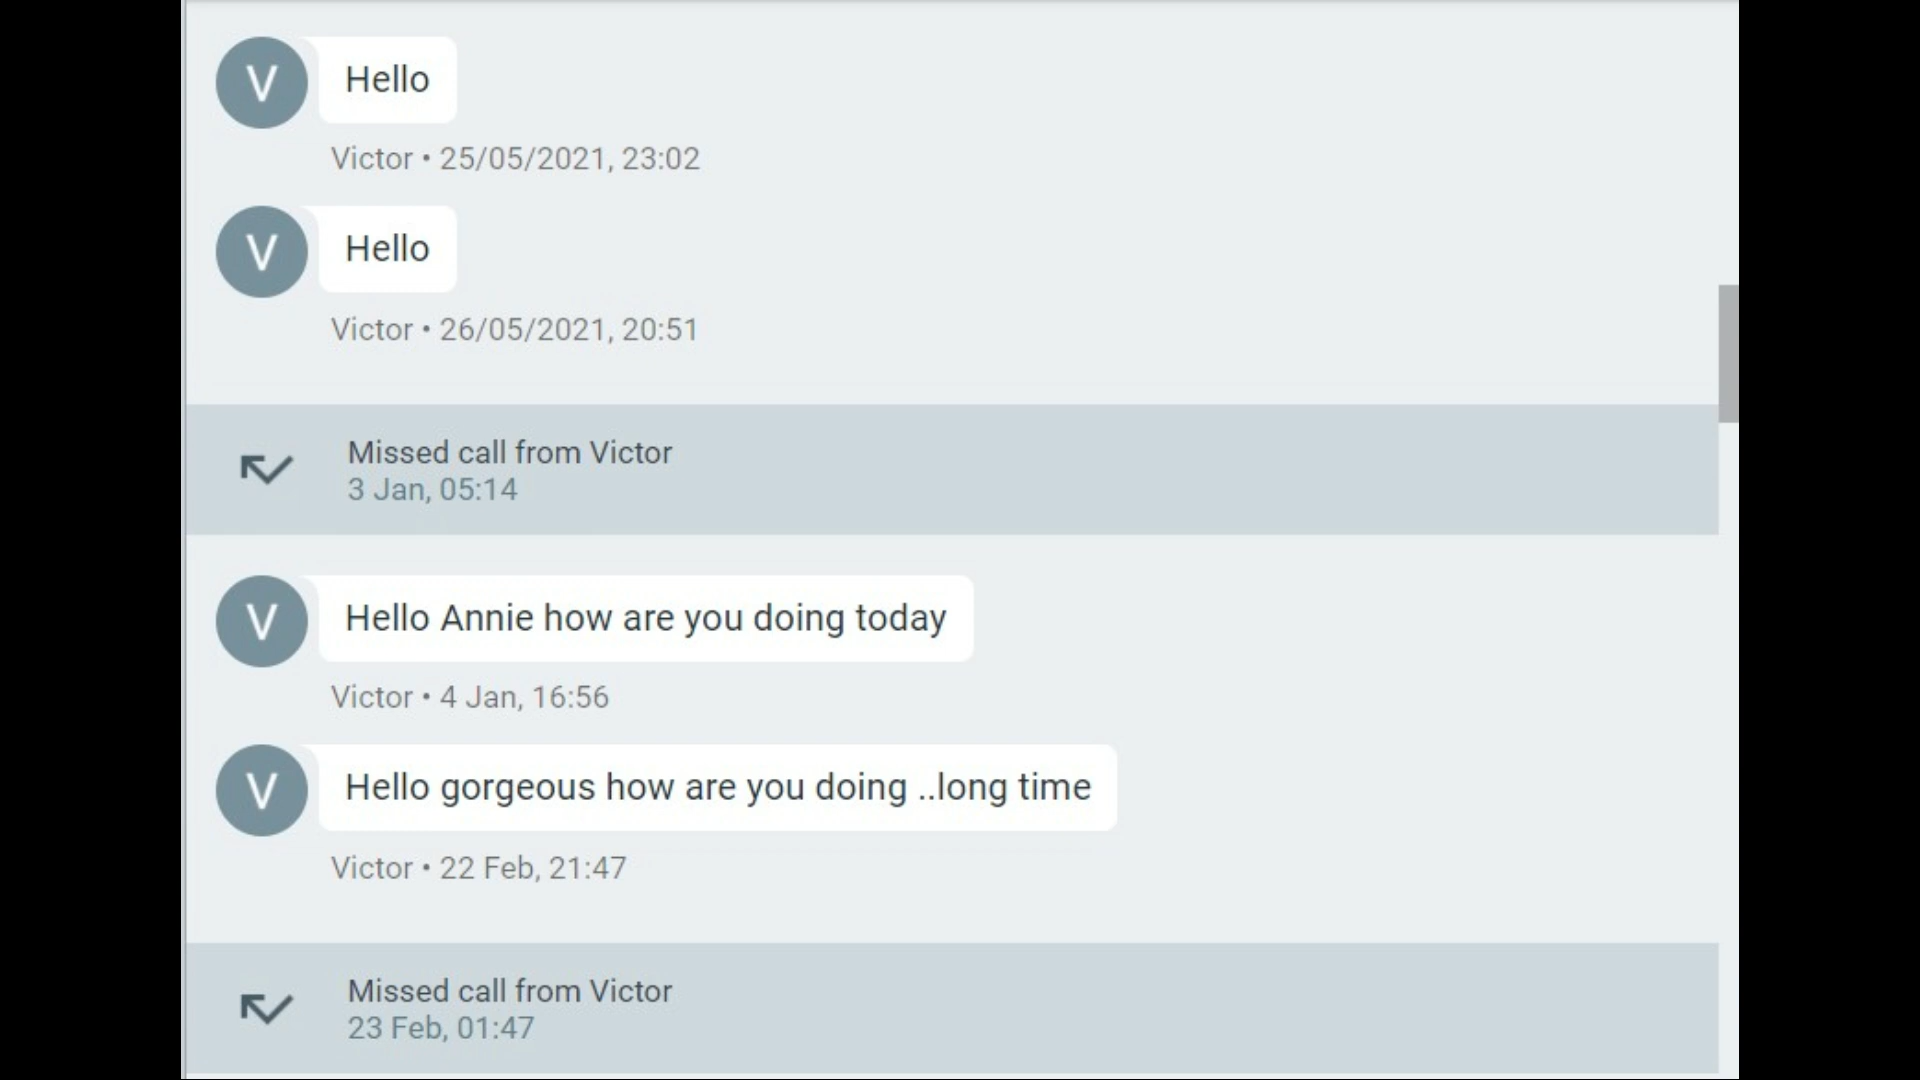 V
Hello
Victor • 25/05/2021, 23:02
V
Hello
Victor • 26/05/2021, 20:51
Missed call from Victor
3 Jan, 05:14
V
Hello Annie how are you doing today
Victor • 4 Jan, 16:56
V
Hello gorgeous how are you doing ..long time
Victor • 22 Feb, 21:47
Missed call from Victor
23 Feb, 01:47